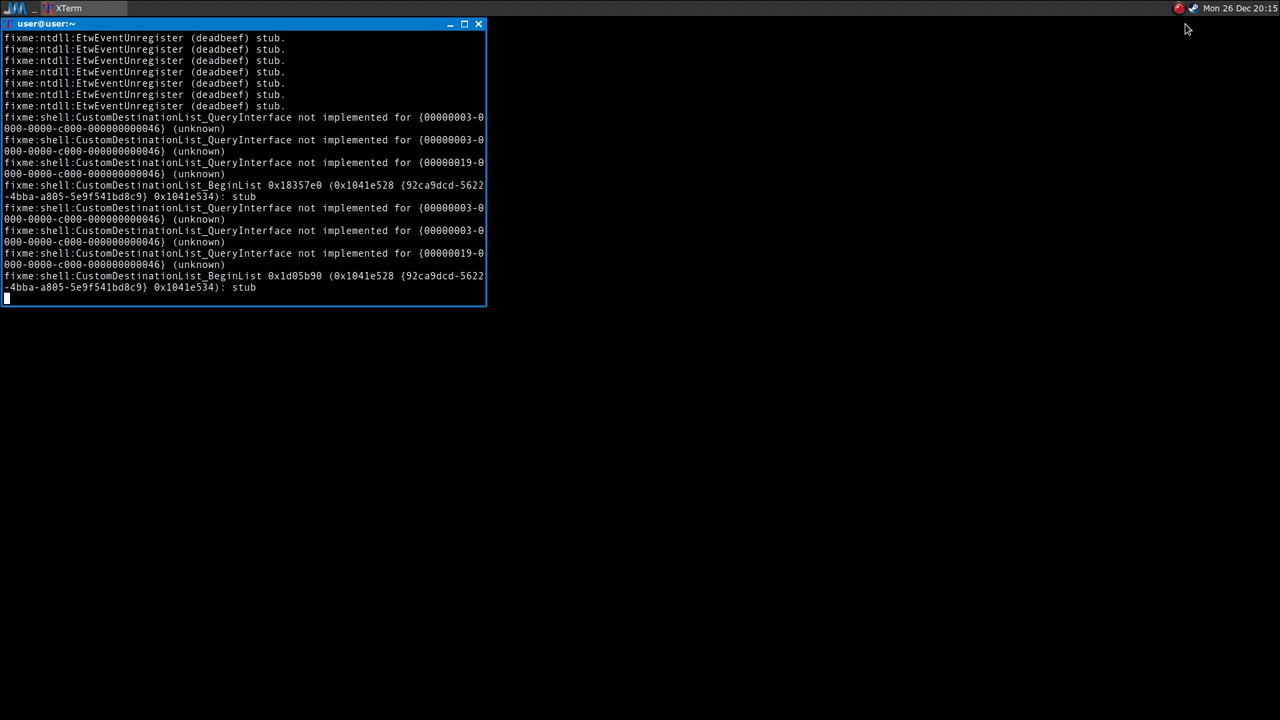 XTerm
Mon 26 Dec 20:15
user@user:~
fixme:ntdll:EtwEventUnregister (deadbeef) stub.
fixme:ntdll:EtwEventUnregister (deadbeef) stub.
fixme:ntdll:EtwEventUnregister (deadbeef) stub.
fixme:ntdll:EtwEventUnregister (deadbeef) stub.
fixme:ntdll:EtwEventUnregister (deadbeef) stub.
fixme:ntdll:EtwEventUnregister (deadbeef) stub.
fixme:ntdll:EtwEventUnregister (deadbeef) stub.
fixme:shell:CustomDestinationList_QueryInterface not implemented for {00000003-0
000-0000-c000-000000000046} (unknown)
fixme:shell:CustomDestinationList_QueryInterface not implemented for {00000003-0
000-0000-c000-000000000046} (unknown)
fixme:shell:CustomDestinationList_QueryInterface not implemented for {00000019-0
000-0000-c000-000000000046} (unknown)
fixme:shell:CustomDestinationList_BeginList 0x18357e0 (0x1041e528 {92ca9dcd-5622
-4bba-a805-5e9f541bd8c9} 0x1041e534): stub
fixme:shell:CustomDestinationList_QueryInterface not implemented for {00000003-0
000-0000-c000-000000000046} (unknown)
fixme:shell:CustomDestinationList_QueryInterface not implemented for {00000003-0
000-0000-c000-000000000046} (unknown)
fixme:shell:CustomDestinationList_QueryInterface not implemented for {00000019-0
000-0000-c000-000000000046} (unknown)
fixme:shell:CustomDestinationList_BeginList 0x1d05b90 (0x1041e528 {92ca9dcd-5622
-4bba-a805-5e9f541bd8c9} 0x1041e534): stub